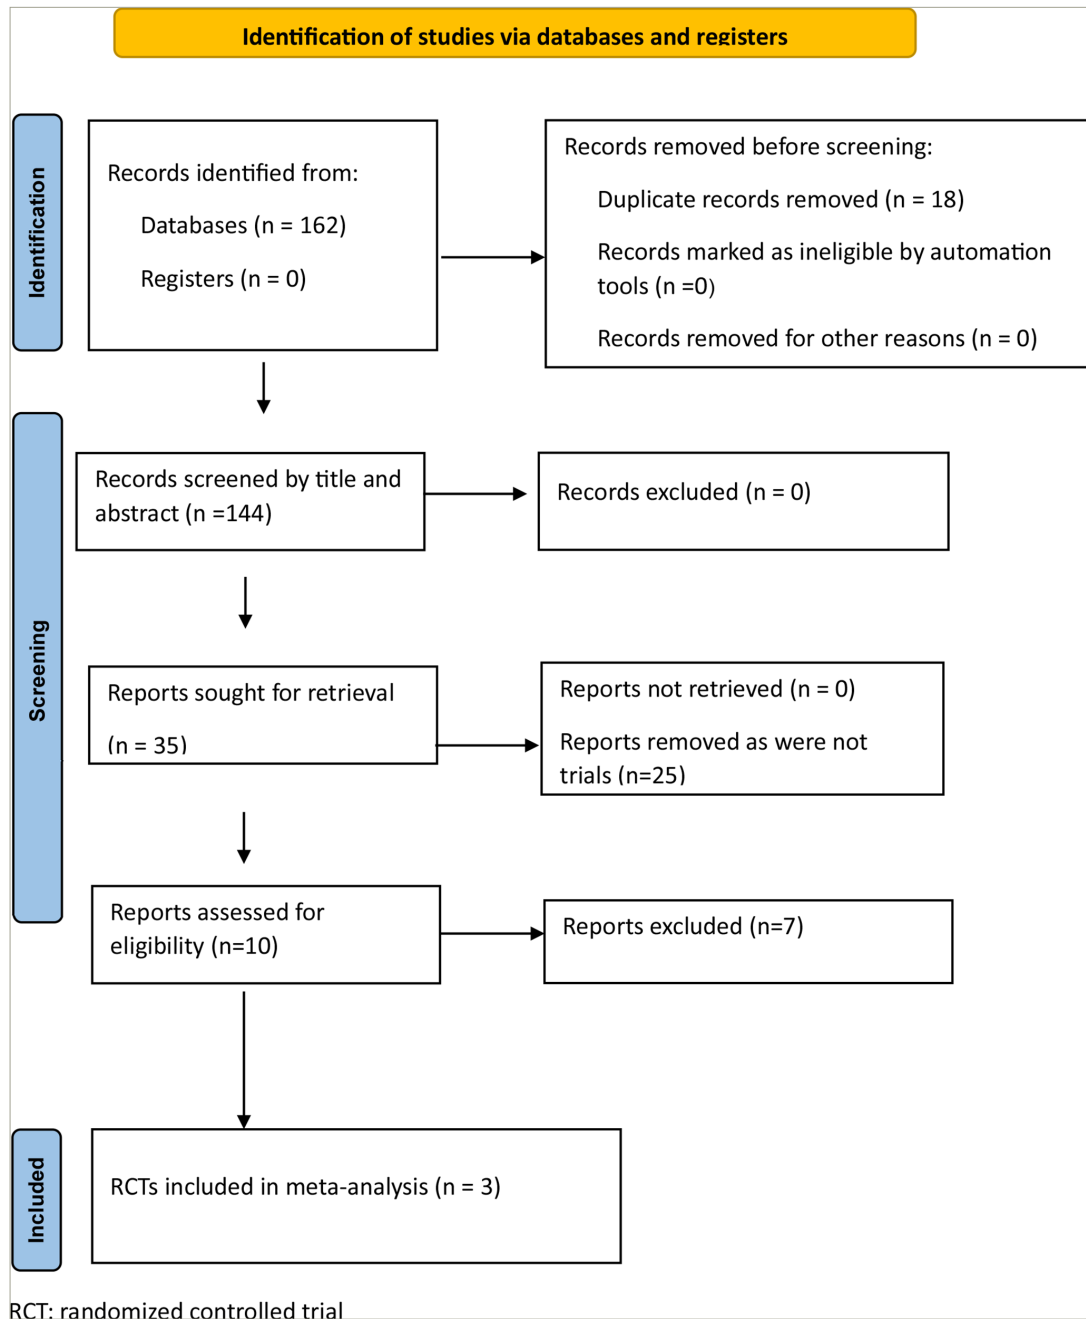 Identification of studies via databases and registers
Identification
Records identified from:
Databases (n = 162)
Registers (n = 0)
Records removed before screening:
Duplicate records removed (n = 18)
Records marked as ineligible by automation
tools (n =0)
Records removed for other reasons (n = 0)
Screening
Records screened by title and
abstract (n =144)
Records excluded (n = 0)
Reports sought for retrieval
(n = 35)
Reports not retrieved (n = 0)
Reports removed as were not
trials (n=25)
Reports assessed for
eligibility (n=10)
Reports excluded (n=7)
Included
RCTs included in meta-analysis (n = 3)
RCT: randomized controlled trial